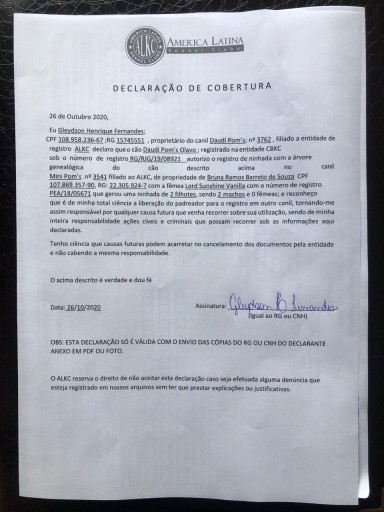 ALKC
AMERICA LATINA
KENNEL CLUBE
DECLARAÇÃO DE COBERTURA
26 de Outubro 2020,
Eu Gleydson Henrique Fernandes;
CPF 108.958.236-67 ;RG 15745551 , proprietário do canil Daudi Pom's; nº 3762 , filiado a entidade de
registro ALKC declaro que o cão Daudi Pom's Olavo ; registrado na entidade CBKC
sob o número de registro RG/RJG/19/08921 autorizo o registro de ninhada com a árvore
genealógica do cão descrito acima no canil
Mini Pom's nº 3541 filiado ao ALKC, de propriedade de Bruna Ramos Barreto de Souza CPF
107.869.357-90, RG: 22.305.924-7 com a fêmea Lord Sunshine Vanilla com o número de registro
PEA/18/05671 que gerou uma ninhada de 2 filhotes, sendo 2 machos e 0 fêmeas; e reconheço
que é de minha total ciência a liberação do padreador para o registro em outro canil, tornando-me
assim responsável por qualquer causa futura que venha recorrer sobre sua utilização, sendo de minha
inteira responsabilidade ações cíveis e criminais que possam recorrer sob as informações aqui
declaradas.
Tenho ciência que causas futuras podem acarretar no cancelamento dos documentos pela entidade
e não cabendo a mesma responsabilidade.
O acima descrito é verdade e dou fé
Data: 26/10/2020 Assinatura: Gleydson H Fernandes
(Igual ao RG ou CNH)
OBS: ESTA DECLARAÇÃO SÓ É VÁLIDA COM O ENVIO DAS CÓPIAS DO RG OU CNH DO DECLARANTE
ANEXO EM PDF OU FOTO.
O ALKC reserva o direito de não aceitar esta declaração caso seja efetuada alguma denúncia que
esteja registrado em nossos arquivos sem ter que prestar explicações ou justificativas.